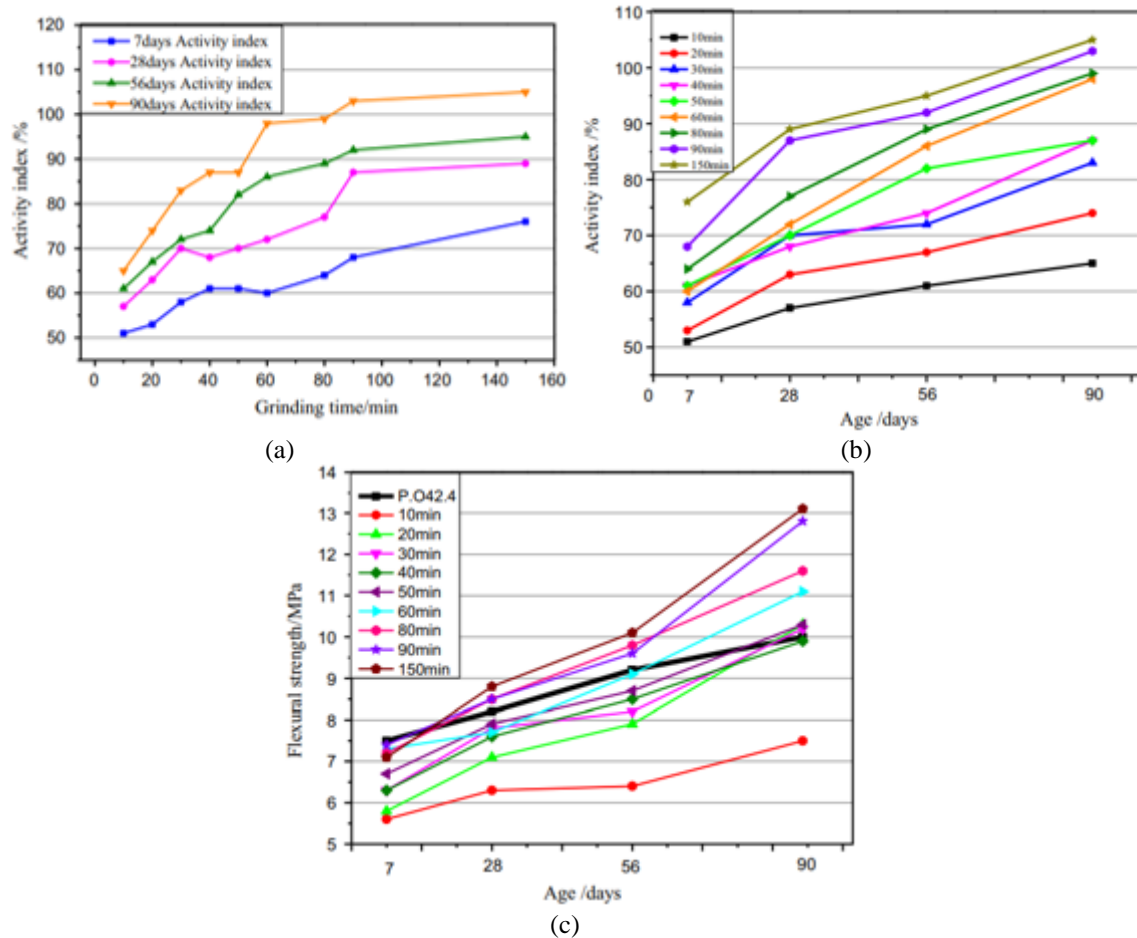 120
110
100
90
80
70
60
50
Activity index /%
7days Activity index
28days Activity index
56days Activity index
90days Activity index
0 20 40 60 80 100 120 140 160
Grinding time/min
(a)
110
100
90
80
70
60
50
Activity index /%
10min
20min
30min
40min
50min
60min
80min
90min
150min
0 7 28 56 90
Age /days
(b)
14
13
12
11
10
9
8
7
6
5
Flexural strength/MPa
P.O42.4
10min
20min
30min
40min
50min
60min
80min
90min
150min
7 28 56 90
Age /days
(c)